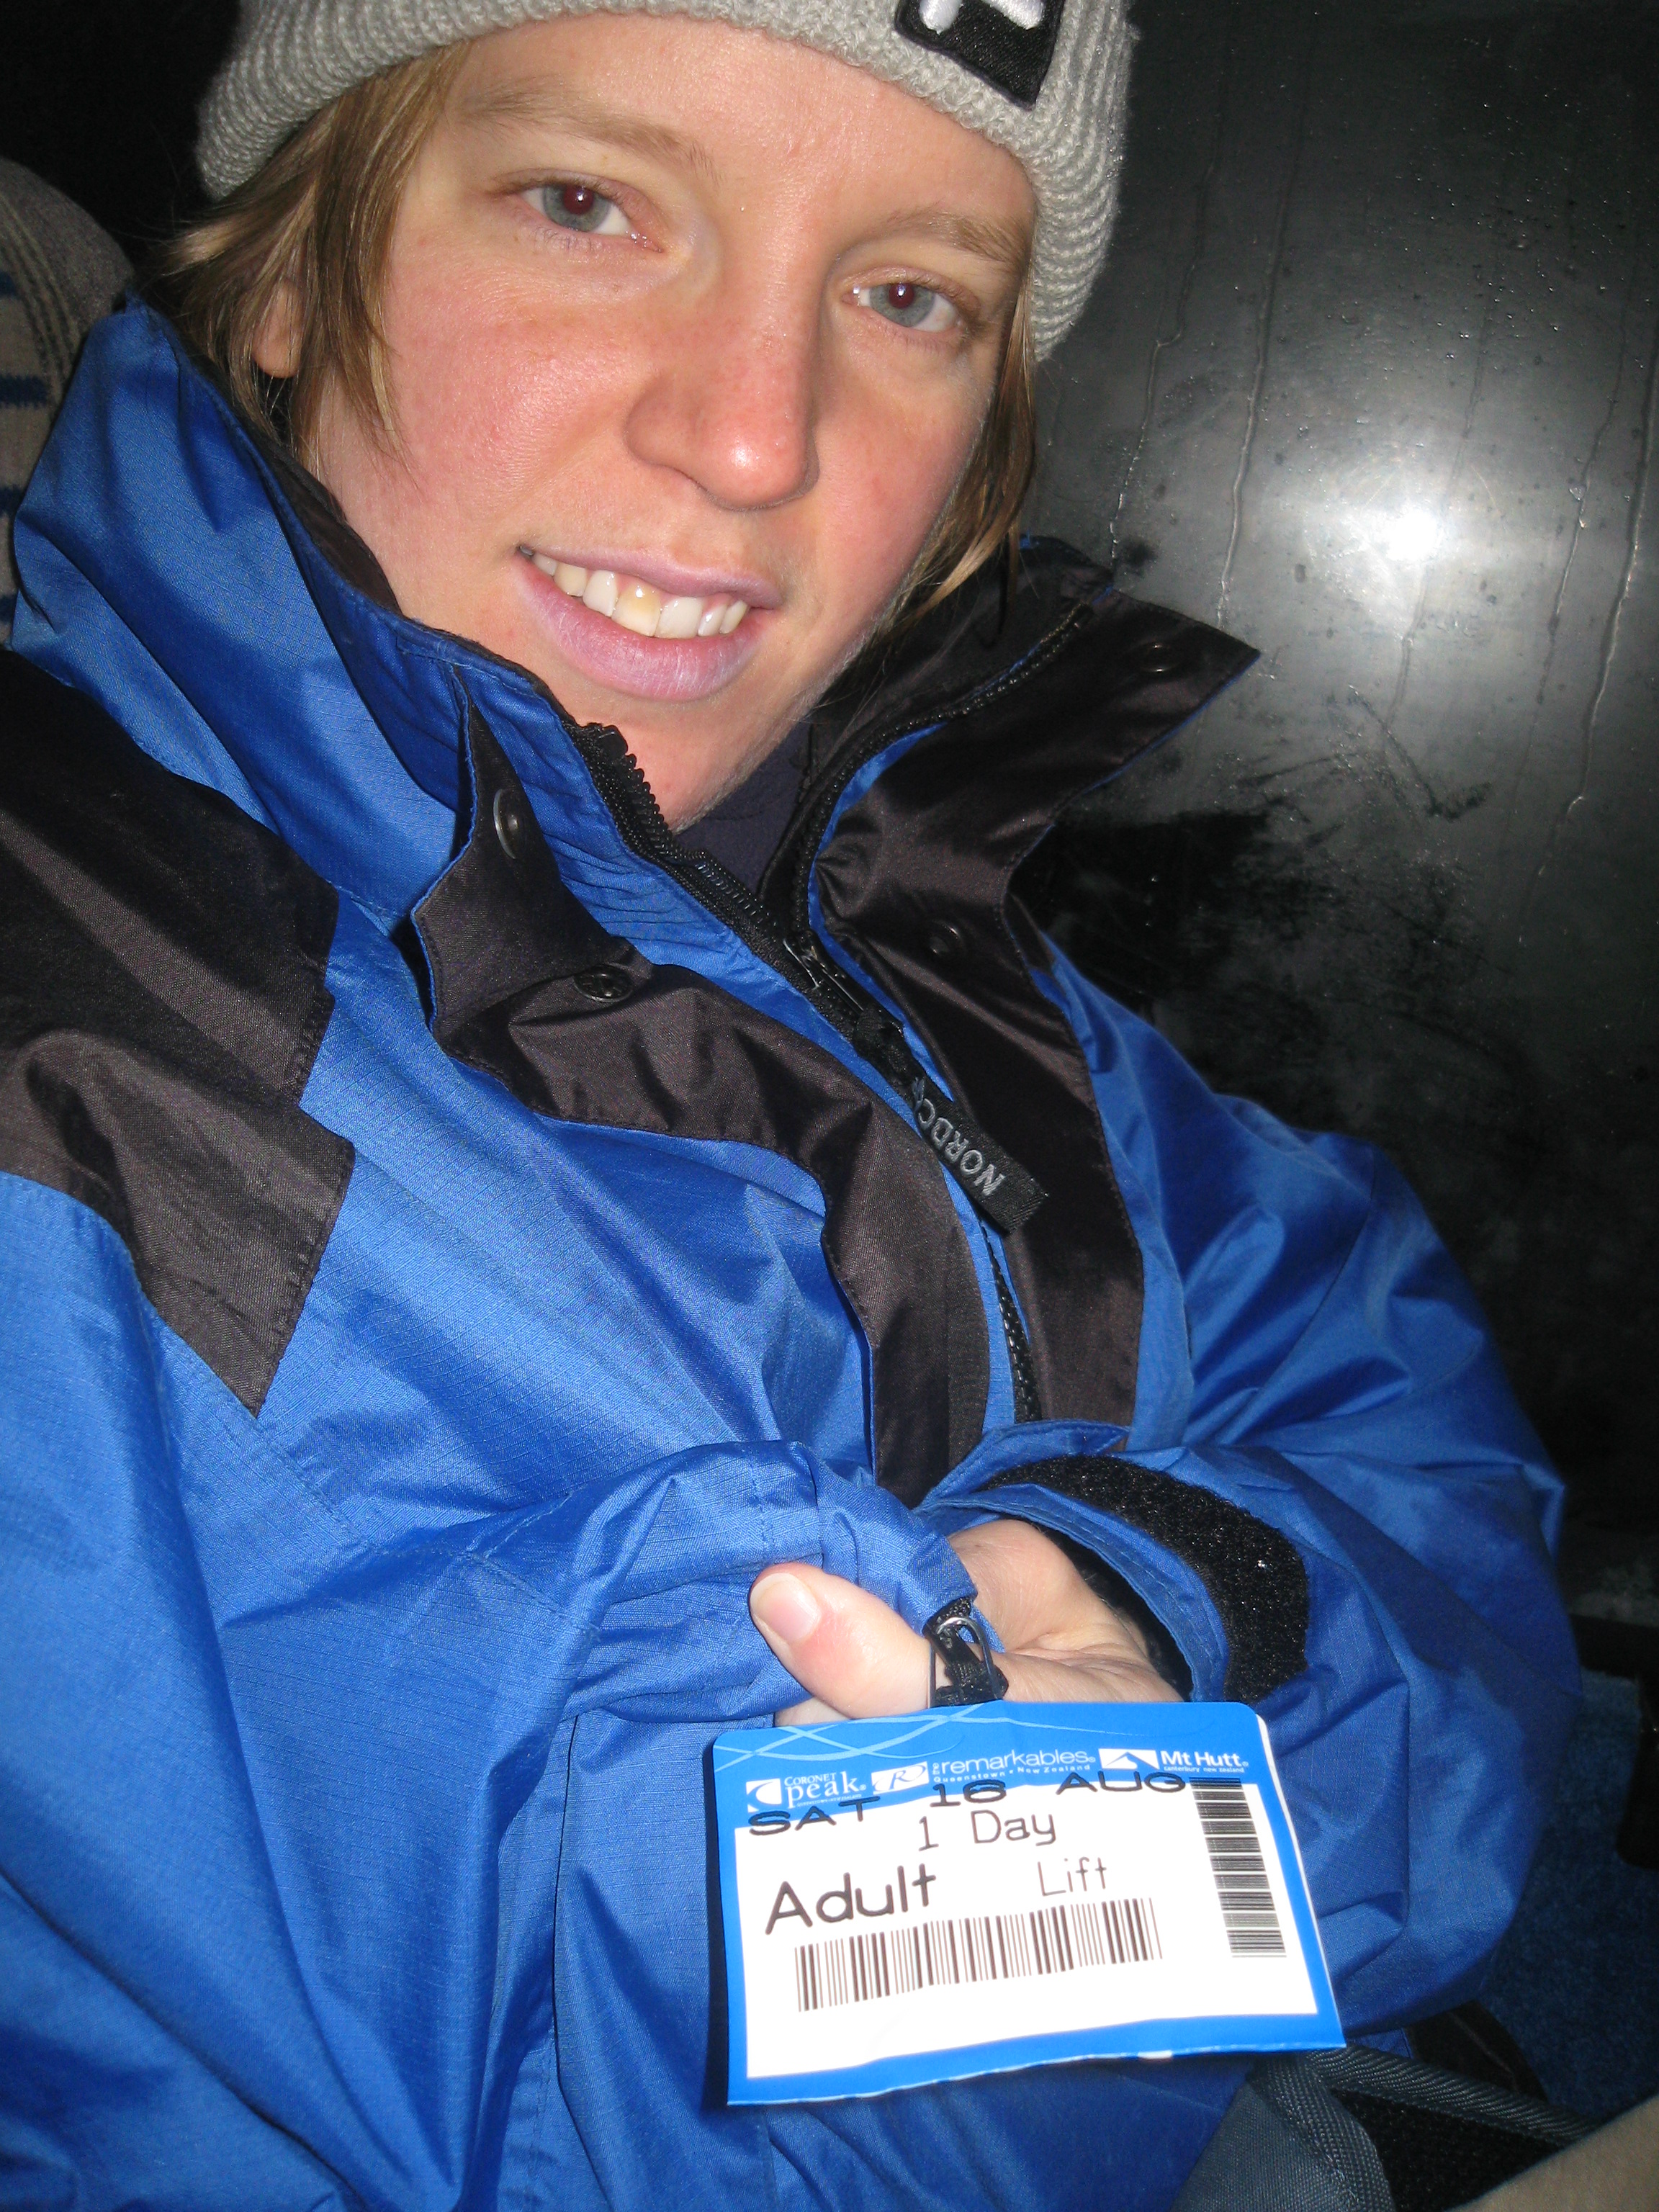 NORDC
CORONET peak. THE remarkables. Mt Hutt.
Queenstown • New Zealand canterbury new zealand
SAT 16 AUG
1 Day
Adult Lift